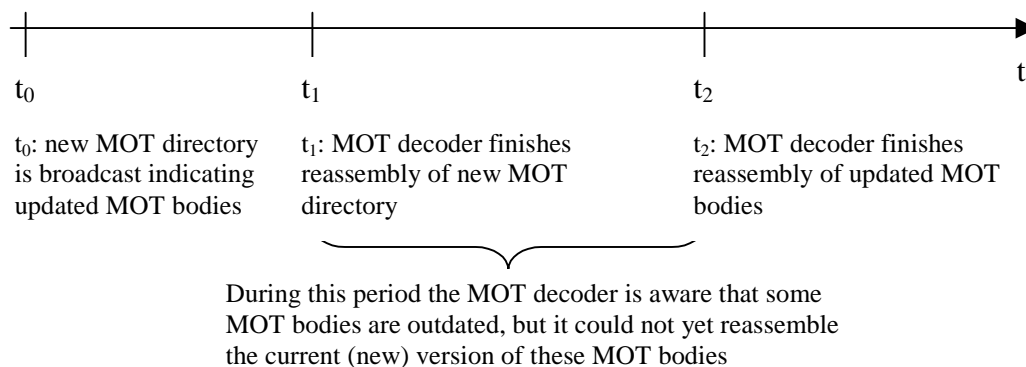 t
t₀
t₁
t₂
t₀: new MOT directory
is broadcast indicating
updated MOT bodies
t₁: MOT decoder finishes
reassembly of new MOT
directory
t₂: MOT decoder finishes
reassembly of updated MOT
bodies
During this period the MOT decoder is aware that some
MOT bodies are outdated, but it could not yet reassemble
the current (new) version of these MOT bodies